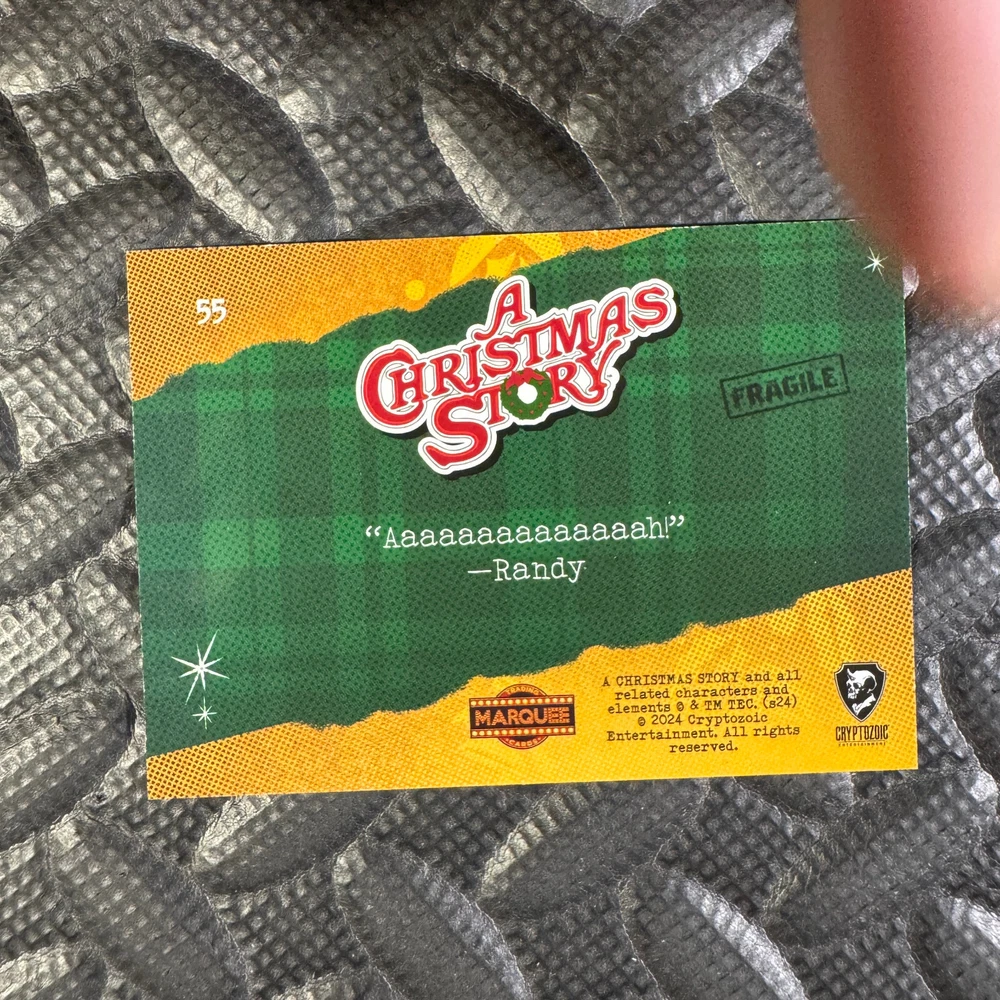 55
A
CHRISTMAS
STORY
FRAGILE
“Aaaaaaaaaaaaaaah!”
—Randy
TRADING
MARQUEE
CARDS
A CHRISTMAS STORY and all
related characters and
elements © & TM TEC. (s24)
© 2024 Cryptozoic
Entertainment. All rights
reserved.
CRYPTOZOIC
ENTERTAINMENT